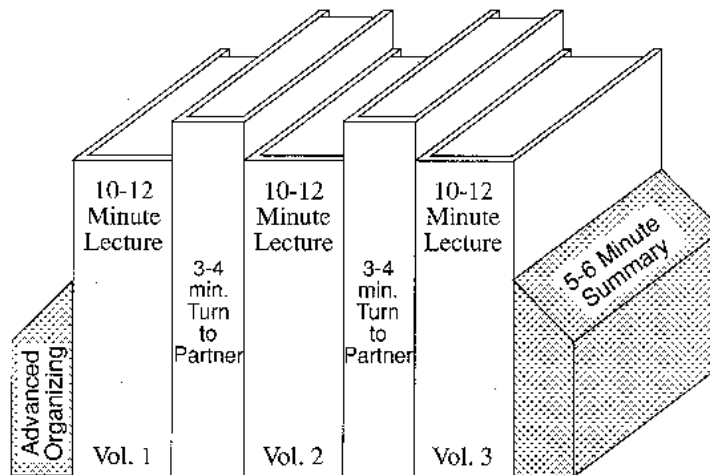 Advanced
Organizing
10-12
Minute
Lecture
Vol. 1
3-4
min.
Turn
to
Partner
10-12
Minute
Lecture
Vol. 2
3-4
min.
Turn
to
Partner
10-12
Minute
Lecture
Vol. 3
5-6 Minute
Summary